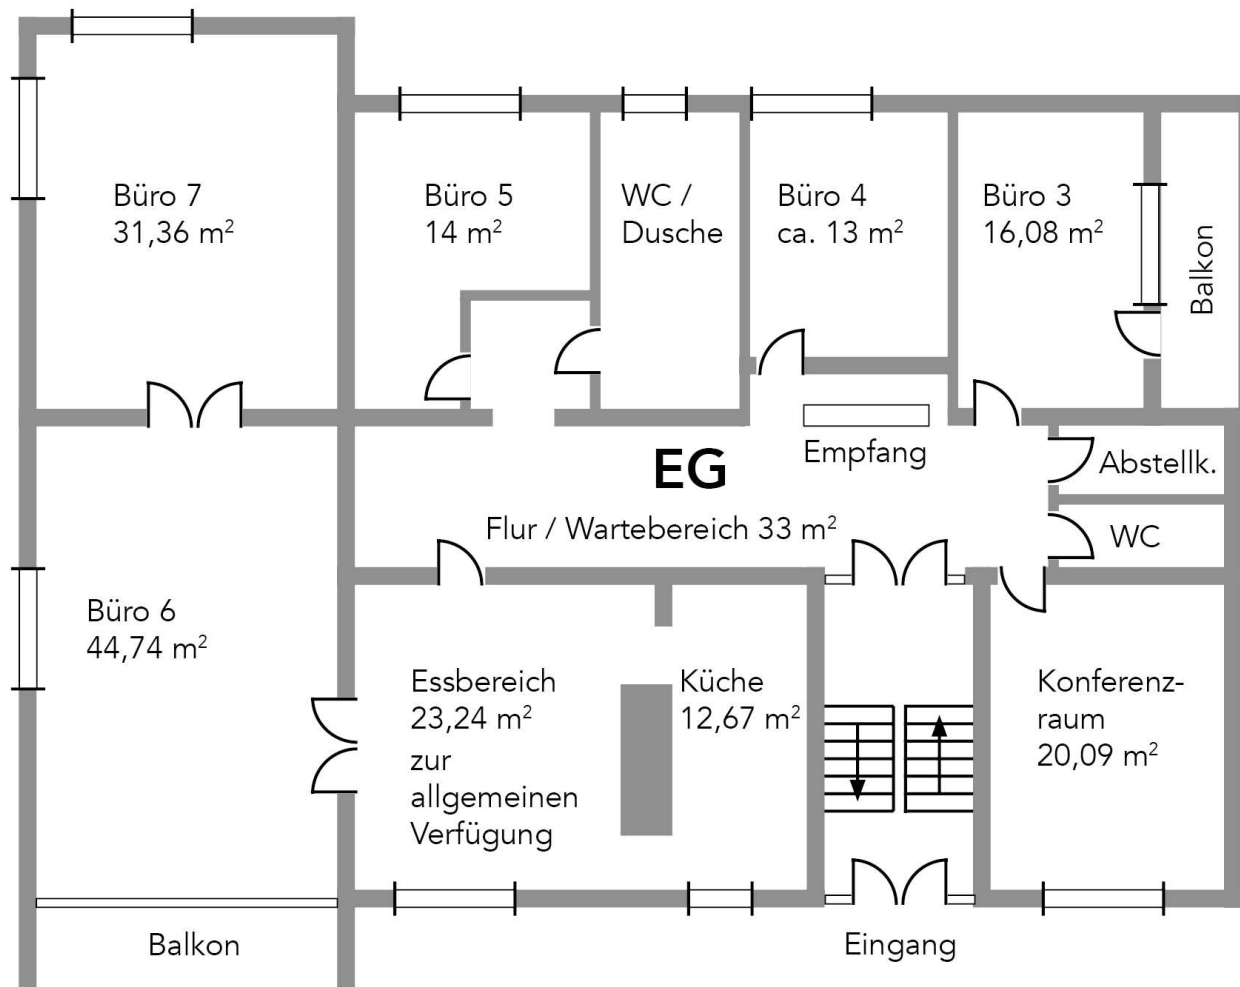 Büro 7
31,36 m²
Büro 5
14 m²
WC /
Dusche
Büro 4
ca. 13 m²
Büro 3
16,08 m²
Balkon
EG
Empfang
Abstellk.
Flur / Wartebereich 33 m²
WC
Büro 6
44,74 m²
Essbereich
23,24 m²
zur
allgemeinen
Verfügung
Küche
12,67 m²
Konferenz-
raum
20,09 m²
Balkon
Eingang